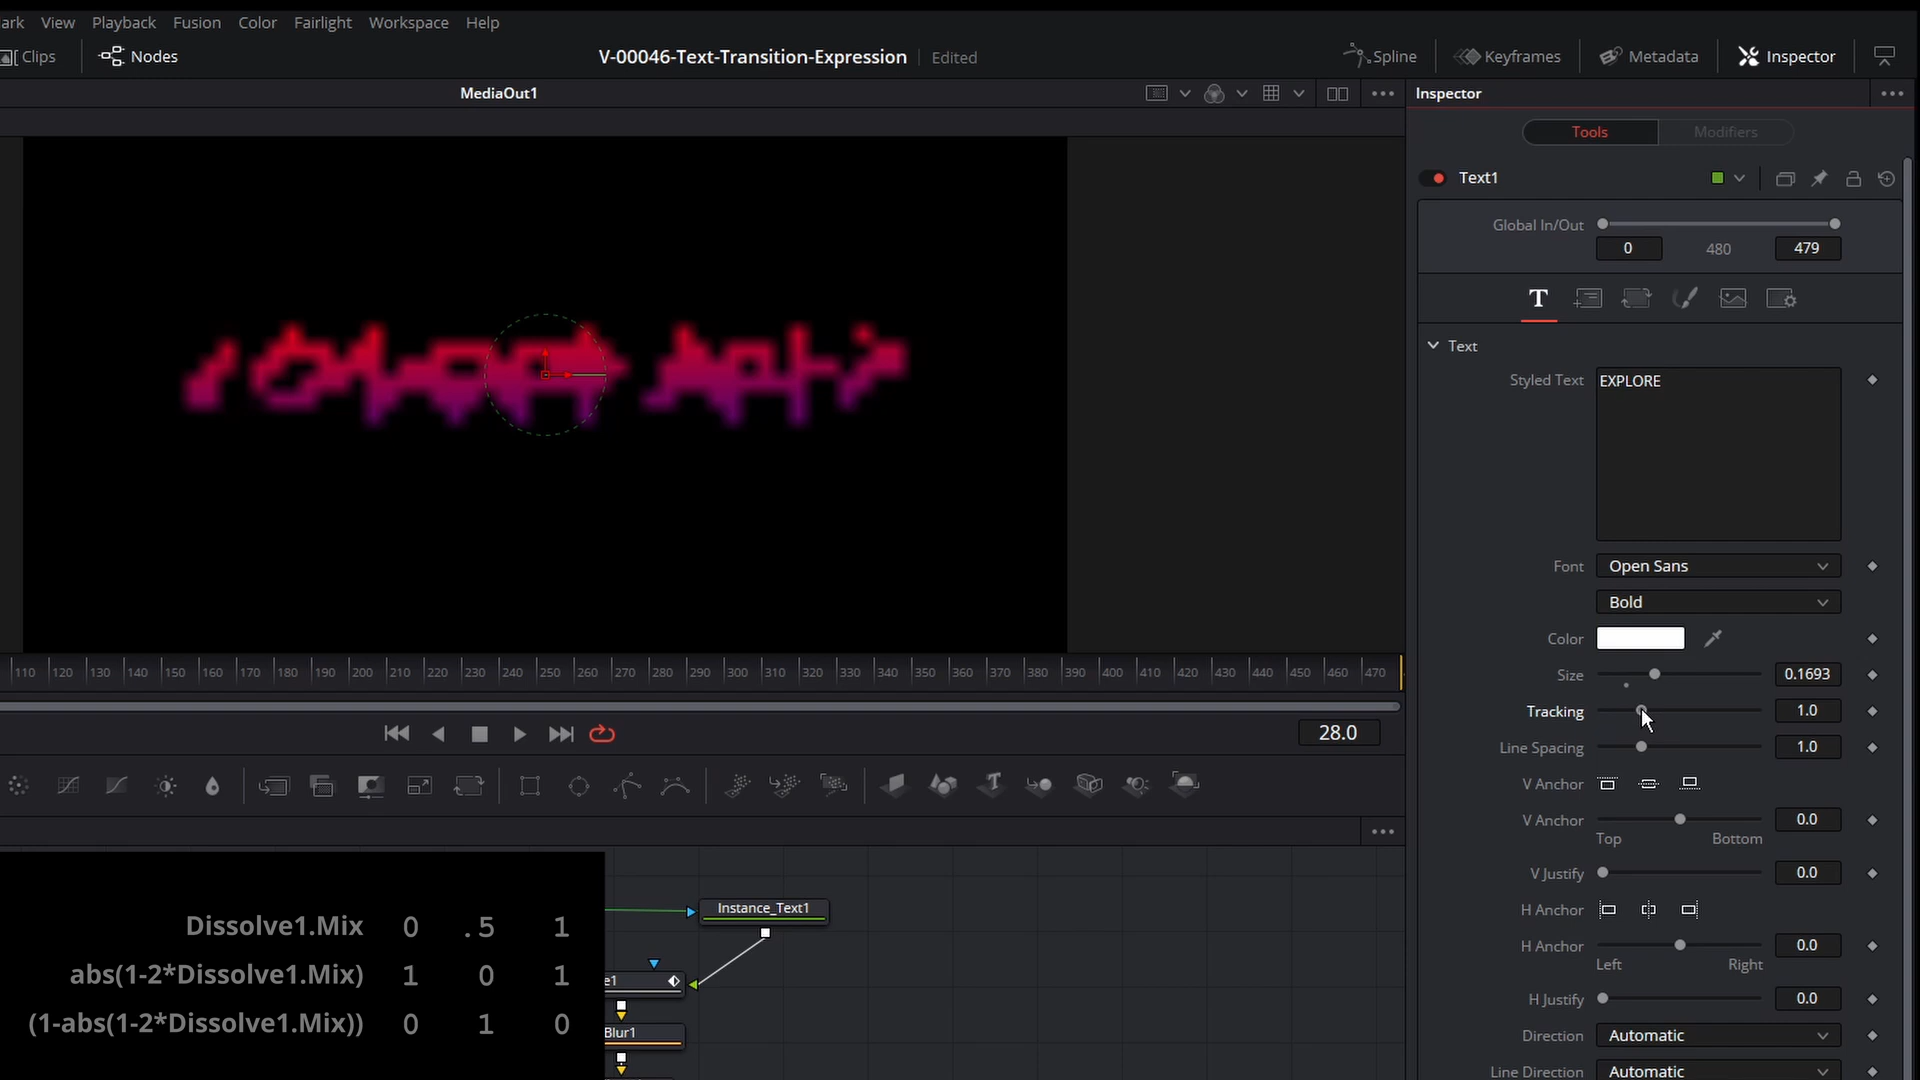 ark View Playback Fusion Color Fairlight Workspace Help
Clips Nodes V-00046-Text-Transition-Expression Edited Spline Keyframes Metadata Inspector
MediaOut1
Inspector
Tools Modifiers
Text1
Global In/Out
0 480 479
T
Text
Styled Text EXPLORE
Font Open Sans
Bold
Color
Size 0.1693
110 120 130 140 150 160 170 180 190 200 210 220 230 240 250 260 270 280 290 300 310 320 330 340 350 360 370 380 390 400 410 420 430 440 450 460 470
Tracking 1.0
28.0
Line Spacing 1.0
V Anchor
V Anchor 0.0
Top Bottom
V Justify 0.0
H Anchor
H Anchor 0.0
Left Right
H Justify 0.0
Direction Automatic
Line Direction Automatic
Instance_Text1
e1
Blur1
Dissolve1.Mix 0 .5 1
abs(1-2*Dissolve1.Mix) 1 0 1
(1-abs(1-2*Dissolve1.Mix)) 0 1 0